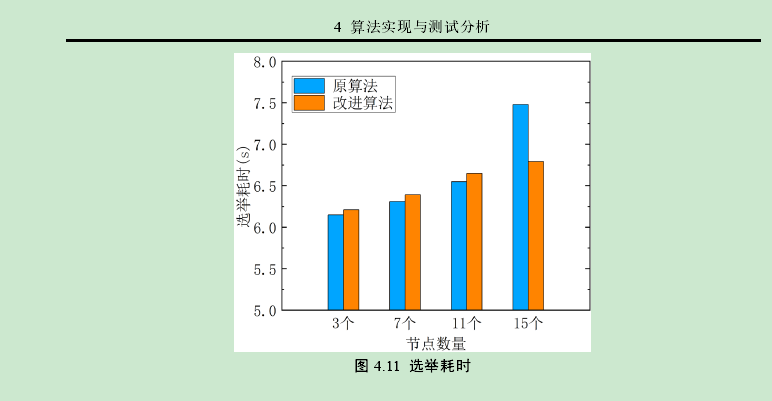 4 算法实现与测试分析
8.0
原算法
改进算法
7.5
7.0
6.5
6.0
5.5
5.0
选举耗时(s)
3个 7个 11个 15个
节点数量
图 4.11 选举耗时